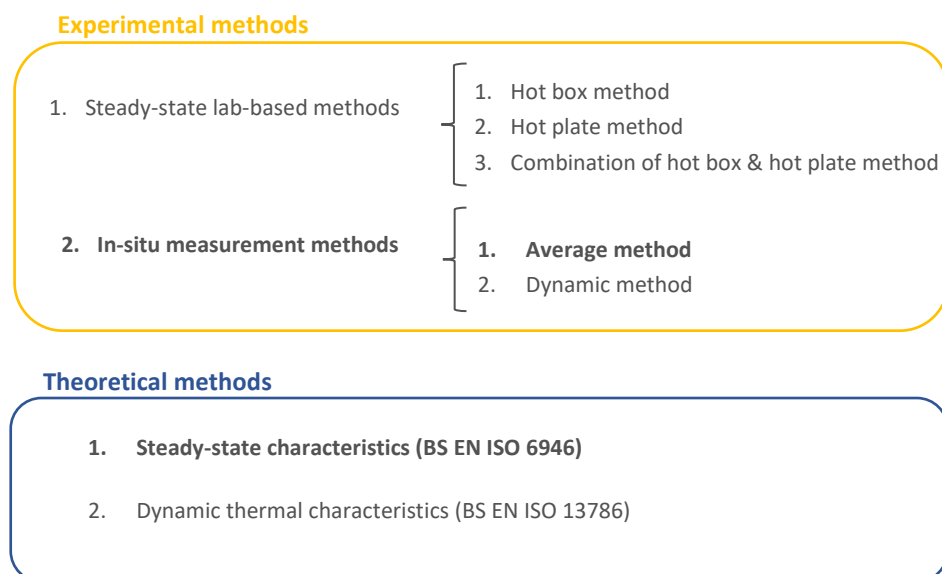 Experimental methods
1. Steady-state lab-based methods
1. Hot box method
2. Hot plate method
3. Combination of hot box & hot plate method
2. In-situ measurement methods
1. Average method
2. Dynamic method
Theoretical methods
1. Steady-state characteristics (BS EN ISO 6946)
2. Dynamic thermal characteristics (BS EN ISO 13786)